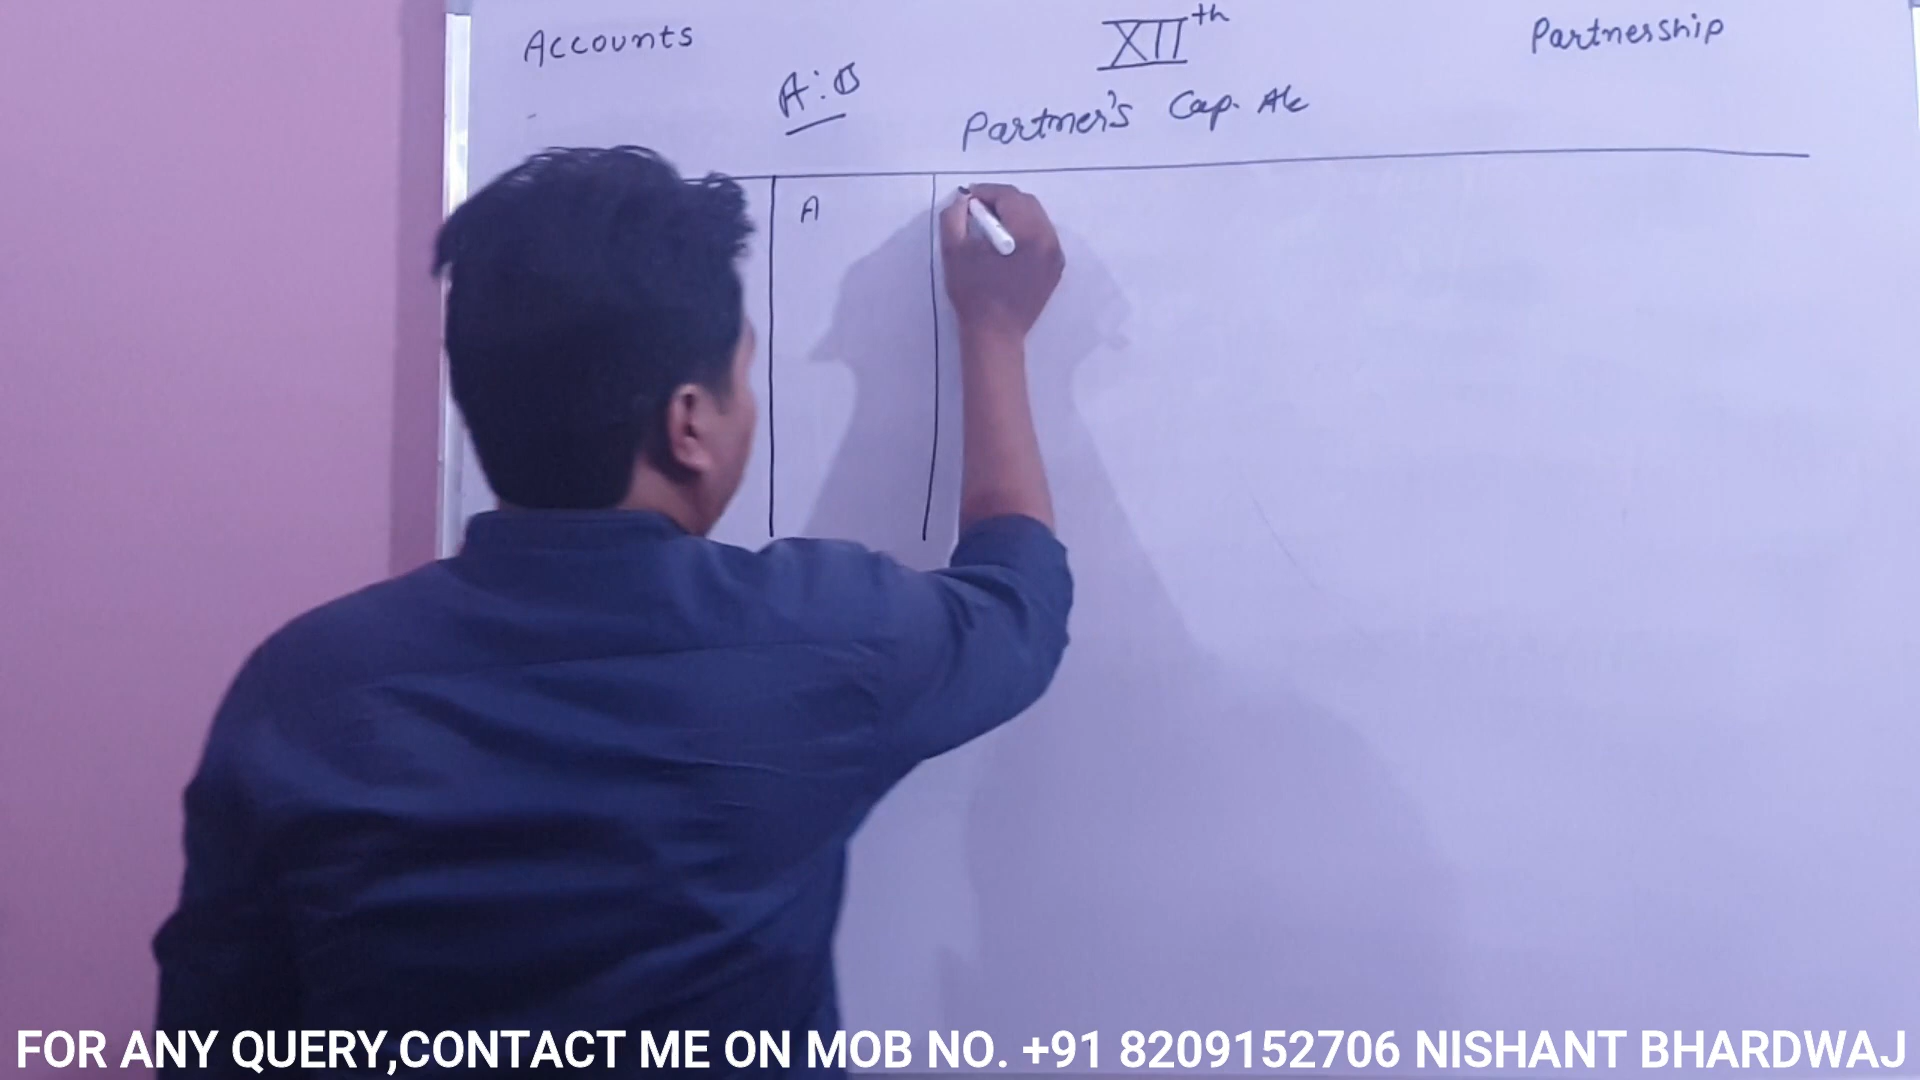 Accounts XIIth Partnership
A:B
Partner's Cap. A/c
A
FOR ANY QUERY,CONTACT ME ON MOB NO. +91 8209152706 NISHANT BHARDWAJ